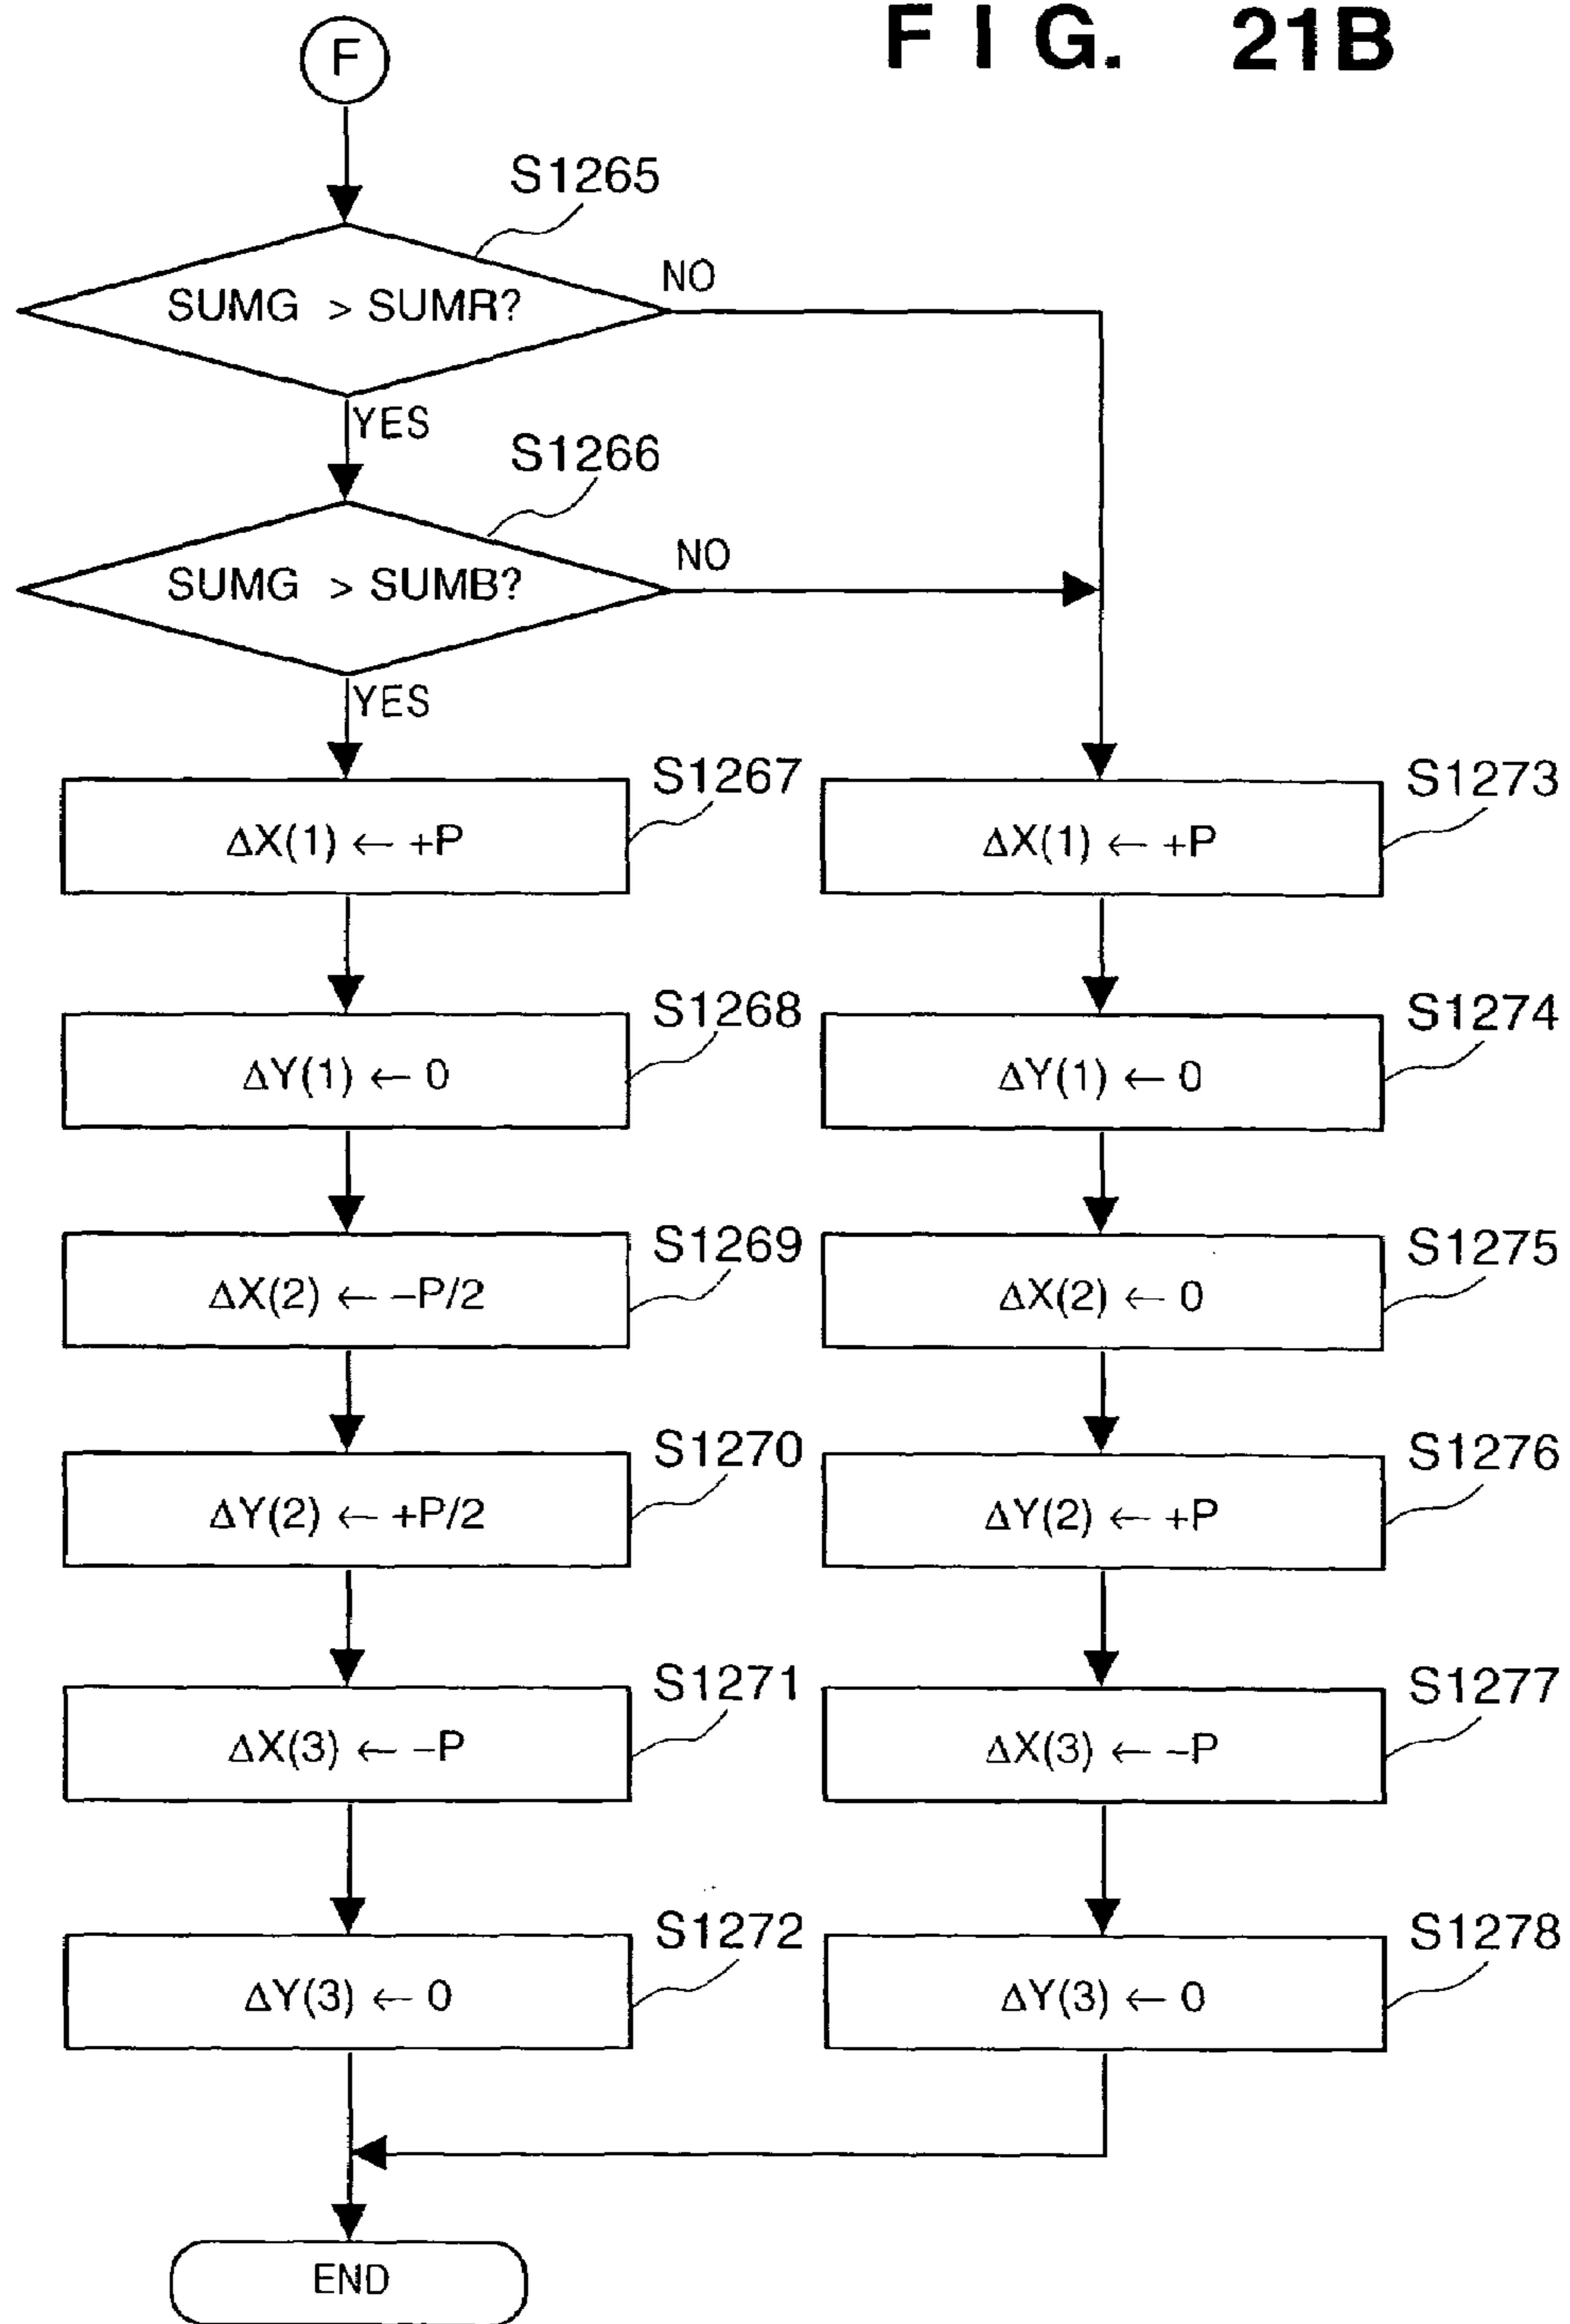 FIG. 21B
F
S1265
SUMG > SUMR?
NO
YES
S1266
SUMG > SUMB?
NO
YES
S1267
ΔX(1) ← +P
S1268
ΔY(1) ← 0
S1269
ΔX(2) ← –P/2
S1270
ΔY(2) ← +P/2
S1271
ΔX(3) ← –P
S1272
ΔY(3) ← 0
S1273
ΔX(1) ← +P
S1274
ΔY(1) ← 0
S1275
ΔX(2) ← 0
S1276
ΔY(2) ← +P
S1277
ΔX(3) ← –P
S1278
ΔY(3) ← 0
END